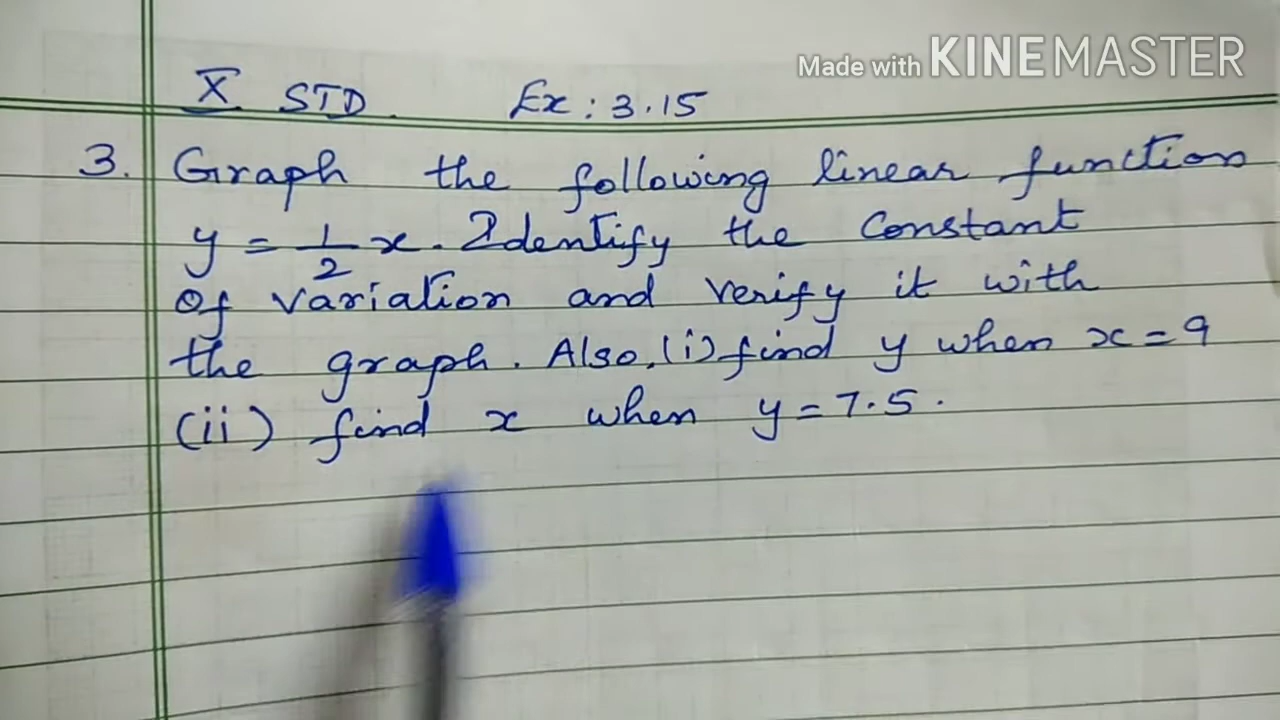 Made with KINEMASTER
X STD. Ex: 3.15
3. Graph the following linear function
y = 1/2 x. Identify the Constant
of variation and verify it with
the graph. Also, (i) find y when x = 9
(ii) find x when y = 7.5.